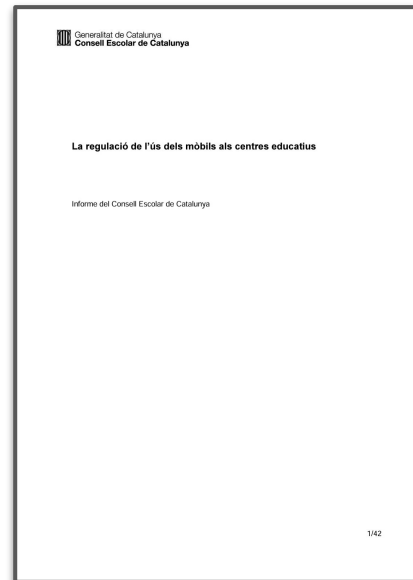 Generalitat de Catalunya
Consell Escolar de Catalunya
La regulació de l'ús dels mòbils als centres educatius
Informe del Consell Escolar de Catalunya
1/42